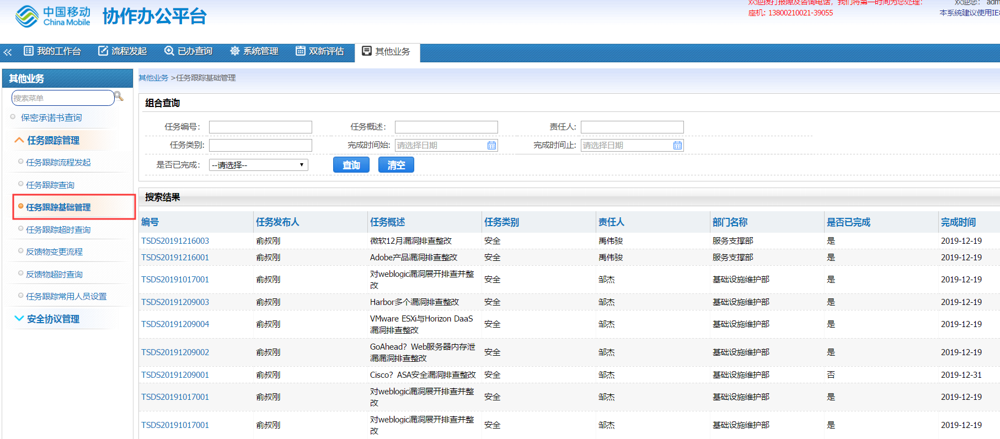 欢迎拨打报障及咨询电话，我们将第一时间为您处理：
欢迎您： adm
座机：13800210021-39055
本系统建议使用IE8
中国移动
China Mobile
协作办公平台
我的工作台 流程发起 已办查询 系统管理 双新评估 其他业务
其他业务
搜索菜单
保密承诺书查询
任务跟踪管理
任务跟踪流程发起
任务跟踪查询
任务跟踪基础管理
任务跟踪超时查询
反馈物变更流程
反馈物超时查询
任务跟踪常用人员设置
安全协议管理
其他业务 >任务跟踪基础管理
组合查询
任务编号： 任务概述： 责任人:
任务类别: 完成时间始: 请选择日期 完成时间止: 请选择日期
是否已完成： --请选择-- 查询 清空
搜索结果
编号 任务发布人 任务概述 任务类别 责任人 部门名称 是否已完成 完成时间
TSDS20191216003 俞叔刚 微软12月漏洞排查整改 安全 禹伟骏 服务支撑部 是 2019-12-19
TSDS20191216001 俞叔刚 Adobe产品漏洞排查整改 安全 禹伟骏 服务支撑部 是 2019-12-19
TSDS20191017001 俞叔刚 对weblogic漏洞展开排查并整
改 安全 邹杰 基础设施维护部 是 2019-12-19
TSDS20191209003 俞叔刚 Harbor多个漏洞排查整改 安全 邹杰 基础设施维护部 是 2019-12-19
TSDS20191209004 俞叔刚 VMware ESXi与Horizon DaaS
漏洞排查整改 安全 邹杰 基础设施维护部 是 2019-12-19
TSDS20191209002 俞叔刚 GoAhead？Web服务器内存泄
漏漏洞排查整改 安全 邹杰 基础设施维护部 是 2019-12-19
TSDS20191209001 俞叔刚 Cisco？ASA安全漏洞排查整改 安全 邹杰 基础设施维护部 否 2019-12-31
TSDS20191017001 俞叔刚 对weblogic漏洞展开排查并整
改 安全 邹杰 基础设施维护部 是 2019-12-19
TSDS20191017001 俞叔刚 对weblogic漏洞展开排查并整
改 安全 邹杰 基础设施维护部 是 2019-12-19